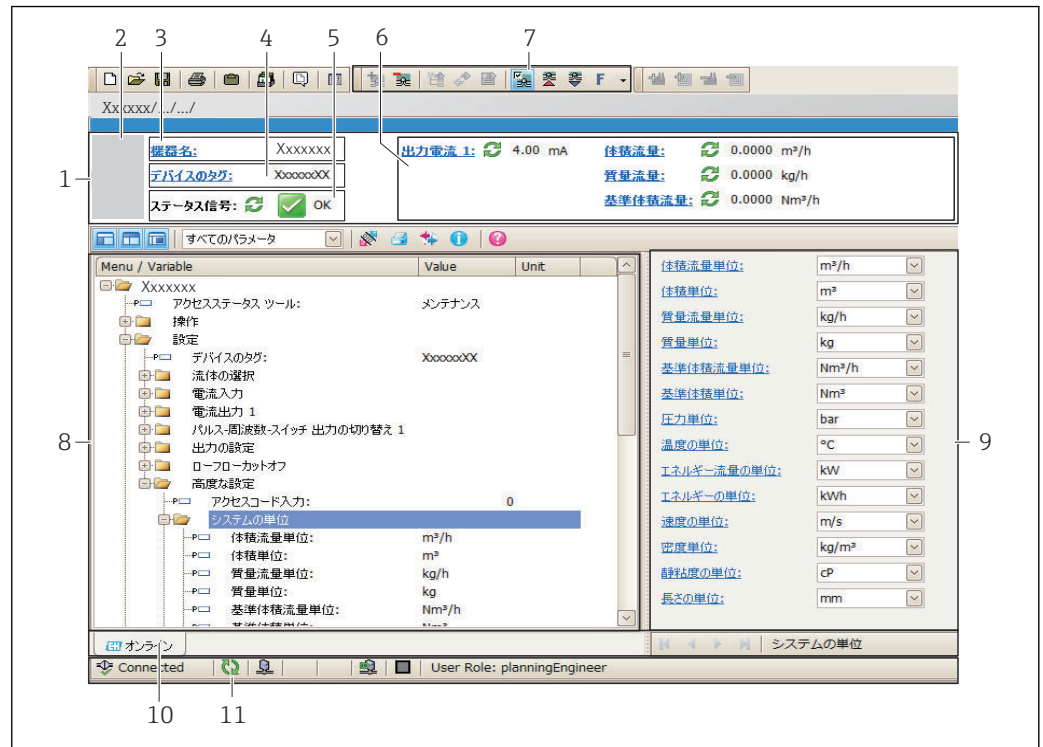 2 3 4 5 6 7
F
Xxxxxx/.../.../
1
機器名: Xxxxxxx
デバイスのタグ: XxxxxxXX
ステータス信号: OK
出力電流 1: 4.00 mA
体積流量: 0.0000 m³/h
質量流量: 0.0000 kg/h
基準体積流量: 0.0000 Nm³/h
すべてのパラメータ
Menu / Variable Value Unit
Xxxxxxx
アクセスステータス ツール: メンテナンス
操作
設定
デバイスのタグ: XxxxxxXX
流体の選択
電流入力
電流出力 1
パルス-周波数-スイッチ 出力の切り替え 1
8
出力の設定
ローフローカットオフ
高度な設定
アクセスコード入力: 0
システムの単位
体積流量単位: m³/h
体積単位: m³
質量流量単位: kg/h
質量単位: kg
基準体積流量単位: Nm³/h
基準体積単位: Nm³
体積流量単位: m³/h
体積単位: m³
質量流量単位: kg/h
質量単位: kg
基準体積流量単位: Nm³/h
基準体積単位: Nm³
圧力単位: bar
温度の単位: °C
9
エネルギー流量の単位: kW
エネルギーの単位: kWh
速度の単位: m/s
密度単位: kg/m³
静粘度の単位: cP
長さの単位: mm
オンライン
システムの単位
Connected
User Role: planningEngineer
10 11